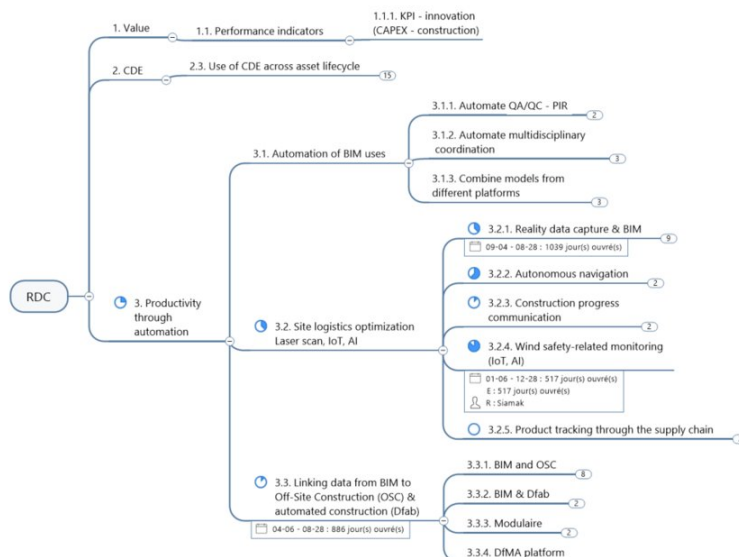 1. Value
1.1. Performance indicators
1.1.1. KPI - innovation
(CAPEX - construction)
2. CDE
2.3. Use of CDE across asset lifecycle
15
RDC
3. Productivity
through
automation
3.1. Automation of BIM uses
3.1.1. Automate QA/QC - PIR
2
3.1.2. Automate multidisciplinary
coordination
3
3.1.3. Combine models from
different platforms
3
3.2. Site logistics optimization
Laser scan, IoT, AI
3.2.1. Reality data capture & BIM
9
09-04 - 08-28 : 1039 jour(s) ouvré(s)
3.2.2. Autonomous navigation
2
3.2.3. Construction progress
communication
2
3.2.4. Wind safety-related monitoring
(IoT, AI)
01-06 - 12-28 : 517 jour(s) ouvré(s)
E : 517 jour(s) ouvré(s)
R : Siamak
3.2.5. Product tracking through the supply chain
3.3. Linking data from BIM to
Off-Site Construction (OSC) &
automated construction (Dfab)
04-06 - 08-28 : 886 jour(s) ouvré(s)
3.3.1. BIM and OSC
8
3.3.2. BIM & Dfab
2
3.3.3. Modulaire
2
3.3.4. DfMA platform